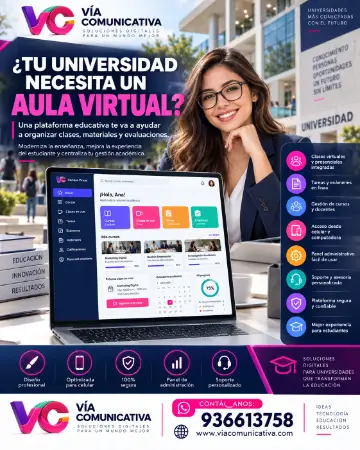 VC
VÍA
COMUNICATIVA
SOLUCIONES DIGITALES
PARA UN MUNDO MEJOR
UNIVERSIDADES
MÁS CONECTADAS
CON EL FUTURO
¿TU UNIVERSIDAD
NECESITA UN
AULA VIRTUAL?
Una plataforma educativa te va a ayudar
a organizar clases, materiales y evaluaciones.
Moderniza la enseñanza, mejora la experiencia
del estudiante y centraliza tu gestión académica.
CONOCIMIENTO
PERSONAS
OPORTUNIDADES
UN FUTURO
SIN LÍMITES
UNIVERSIDAD
¡Hola, Ana!
75%
EDUCACIÓN
INNOVACIÓN
RESULTADOS
Clases virtuales
y presenciales
integradas
Tareas y exámenes
en línea
Gestión de cursos
y docentes
Acceso desde
celular y
computadora
Panel administrativo
fácil de usar
Soporte y asesoría
personalizada
Plataforma segura
y confiable
Mejor experiencia
para estudiantes
Diseño
profesional
Optimizada
para celular
100%
segura
Panel de
administración
Soporte
personalizado
SOLUCIONES
DIGITALES
PARA UNIVERSIDADES
QUE TRANSFORMAN
LA EDUCACIÓN
VC
VÍA
COMUNICATIVA
SOLUCIONES DIGITALES
PARA UN MUNDO MEJOR
CONTÁCTANOS:
936613758
www.viacomunicativa.com
IDEAS
TECNOLOGÍA
EDUCACIÓN
RESULTADOS